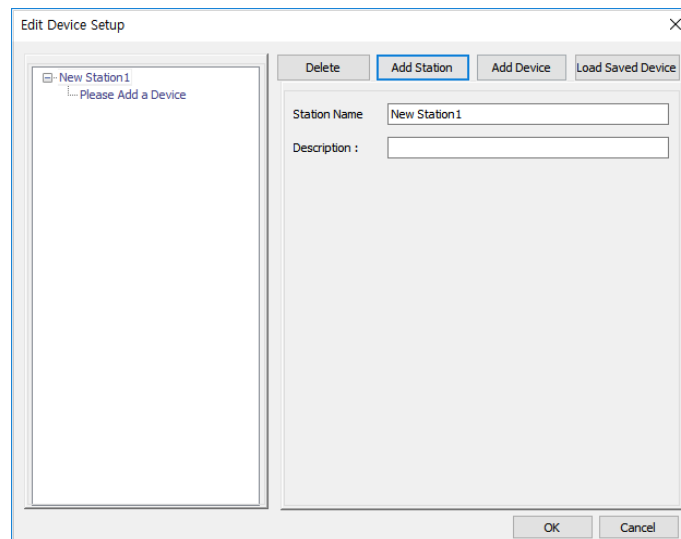 Edit Device Setup
Delete Add Station Add Device Load Saved Device
New Station1
Please Add a Device
Station Name New Station1
Description :
OK Cancel